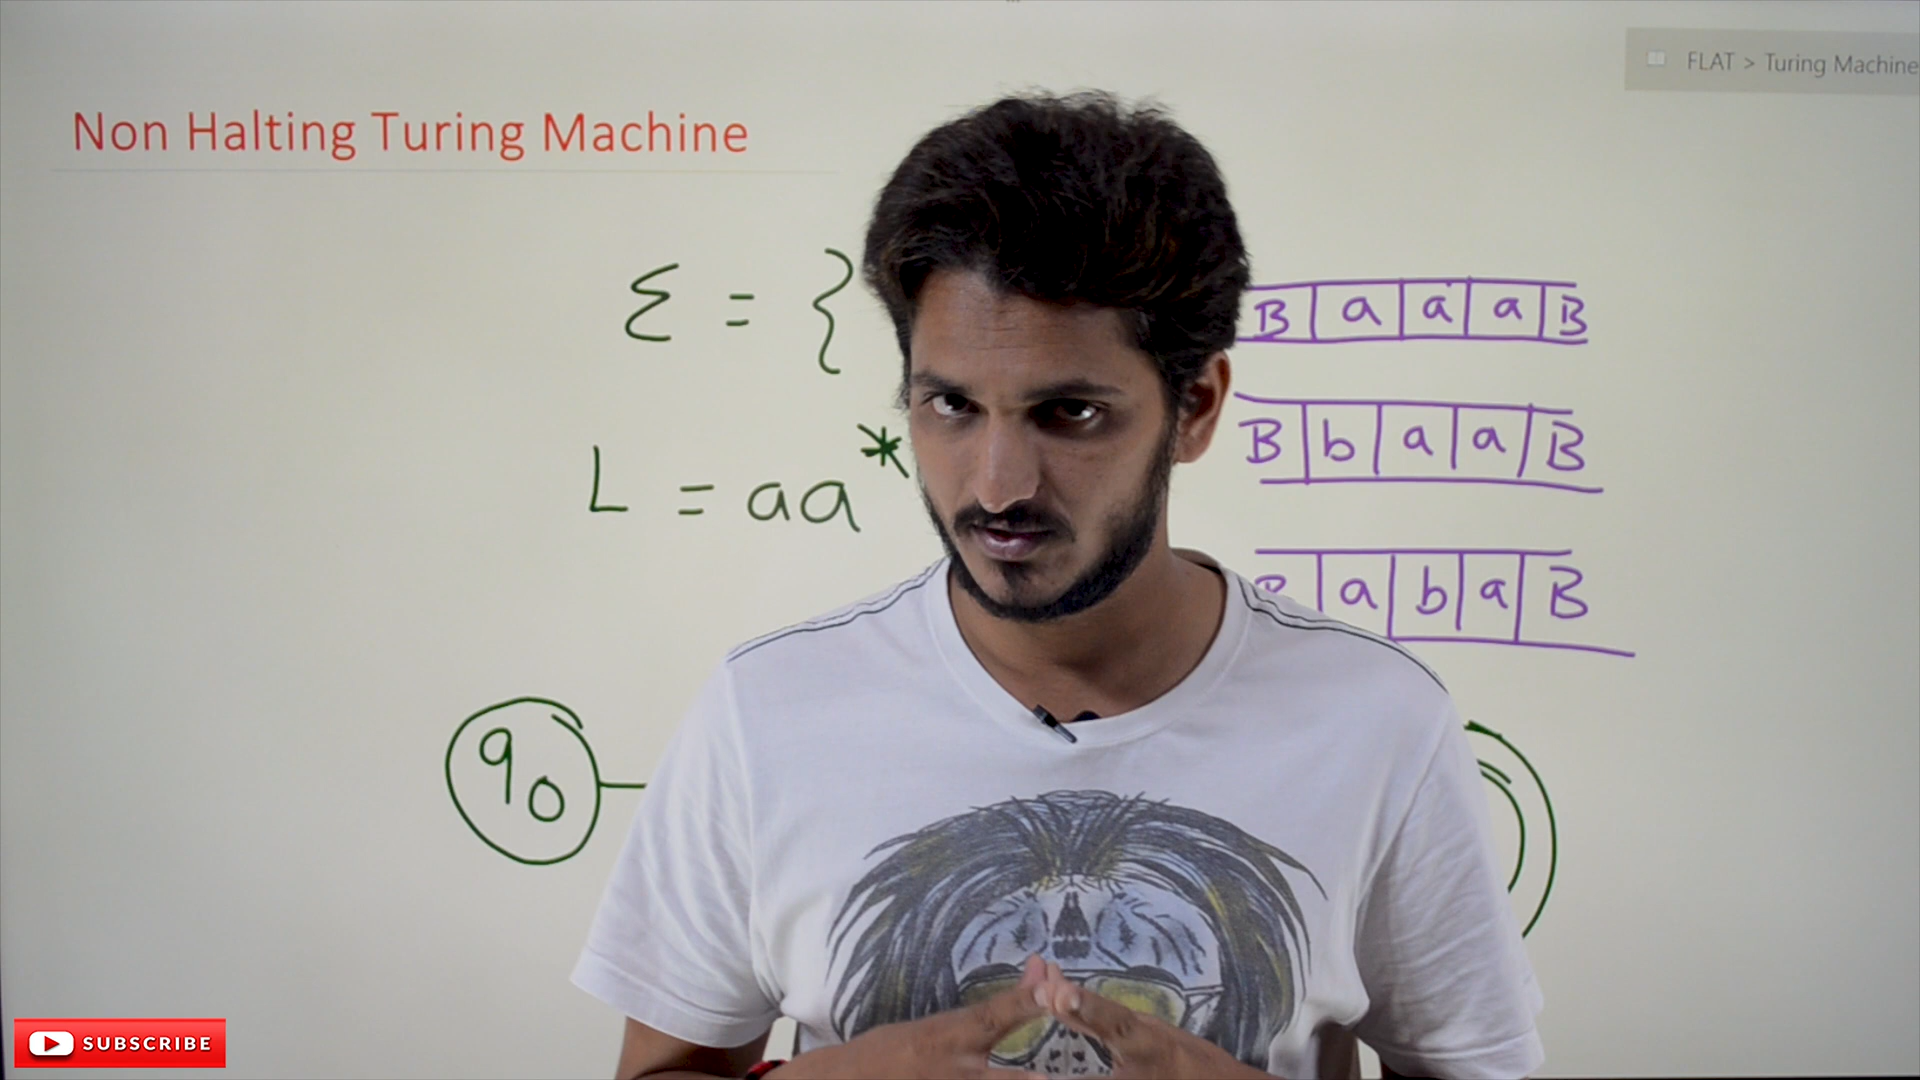 FLAT > Turing Machine
Non Halting Turing Machine
Σ = {
B a a a B
L = aa*
B b a a B
a b a B
q0
SUBSCRIBE